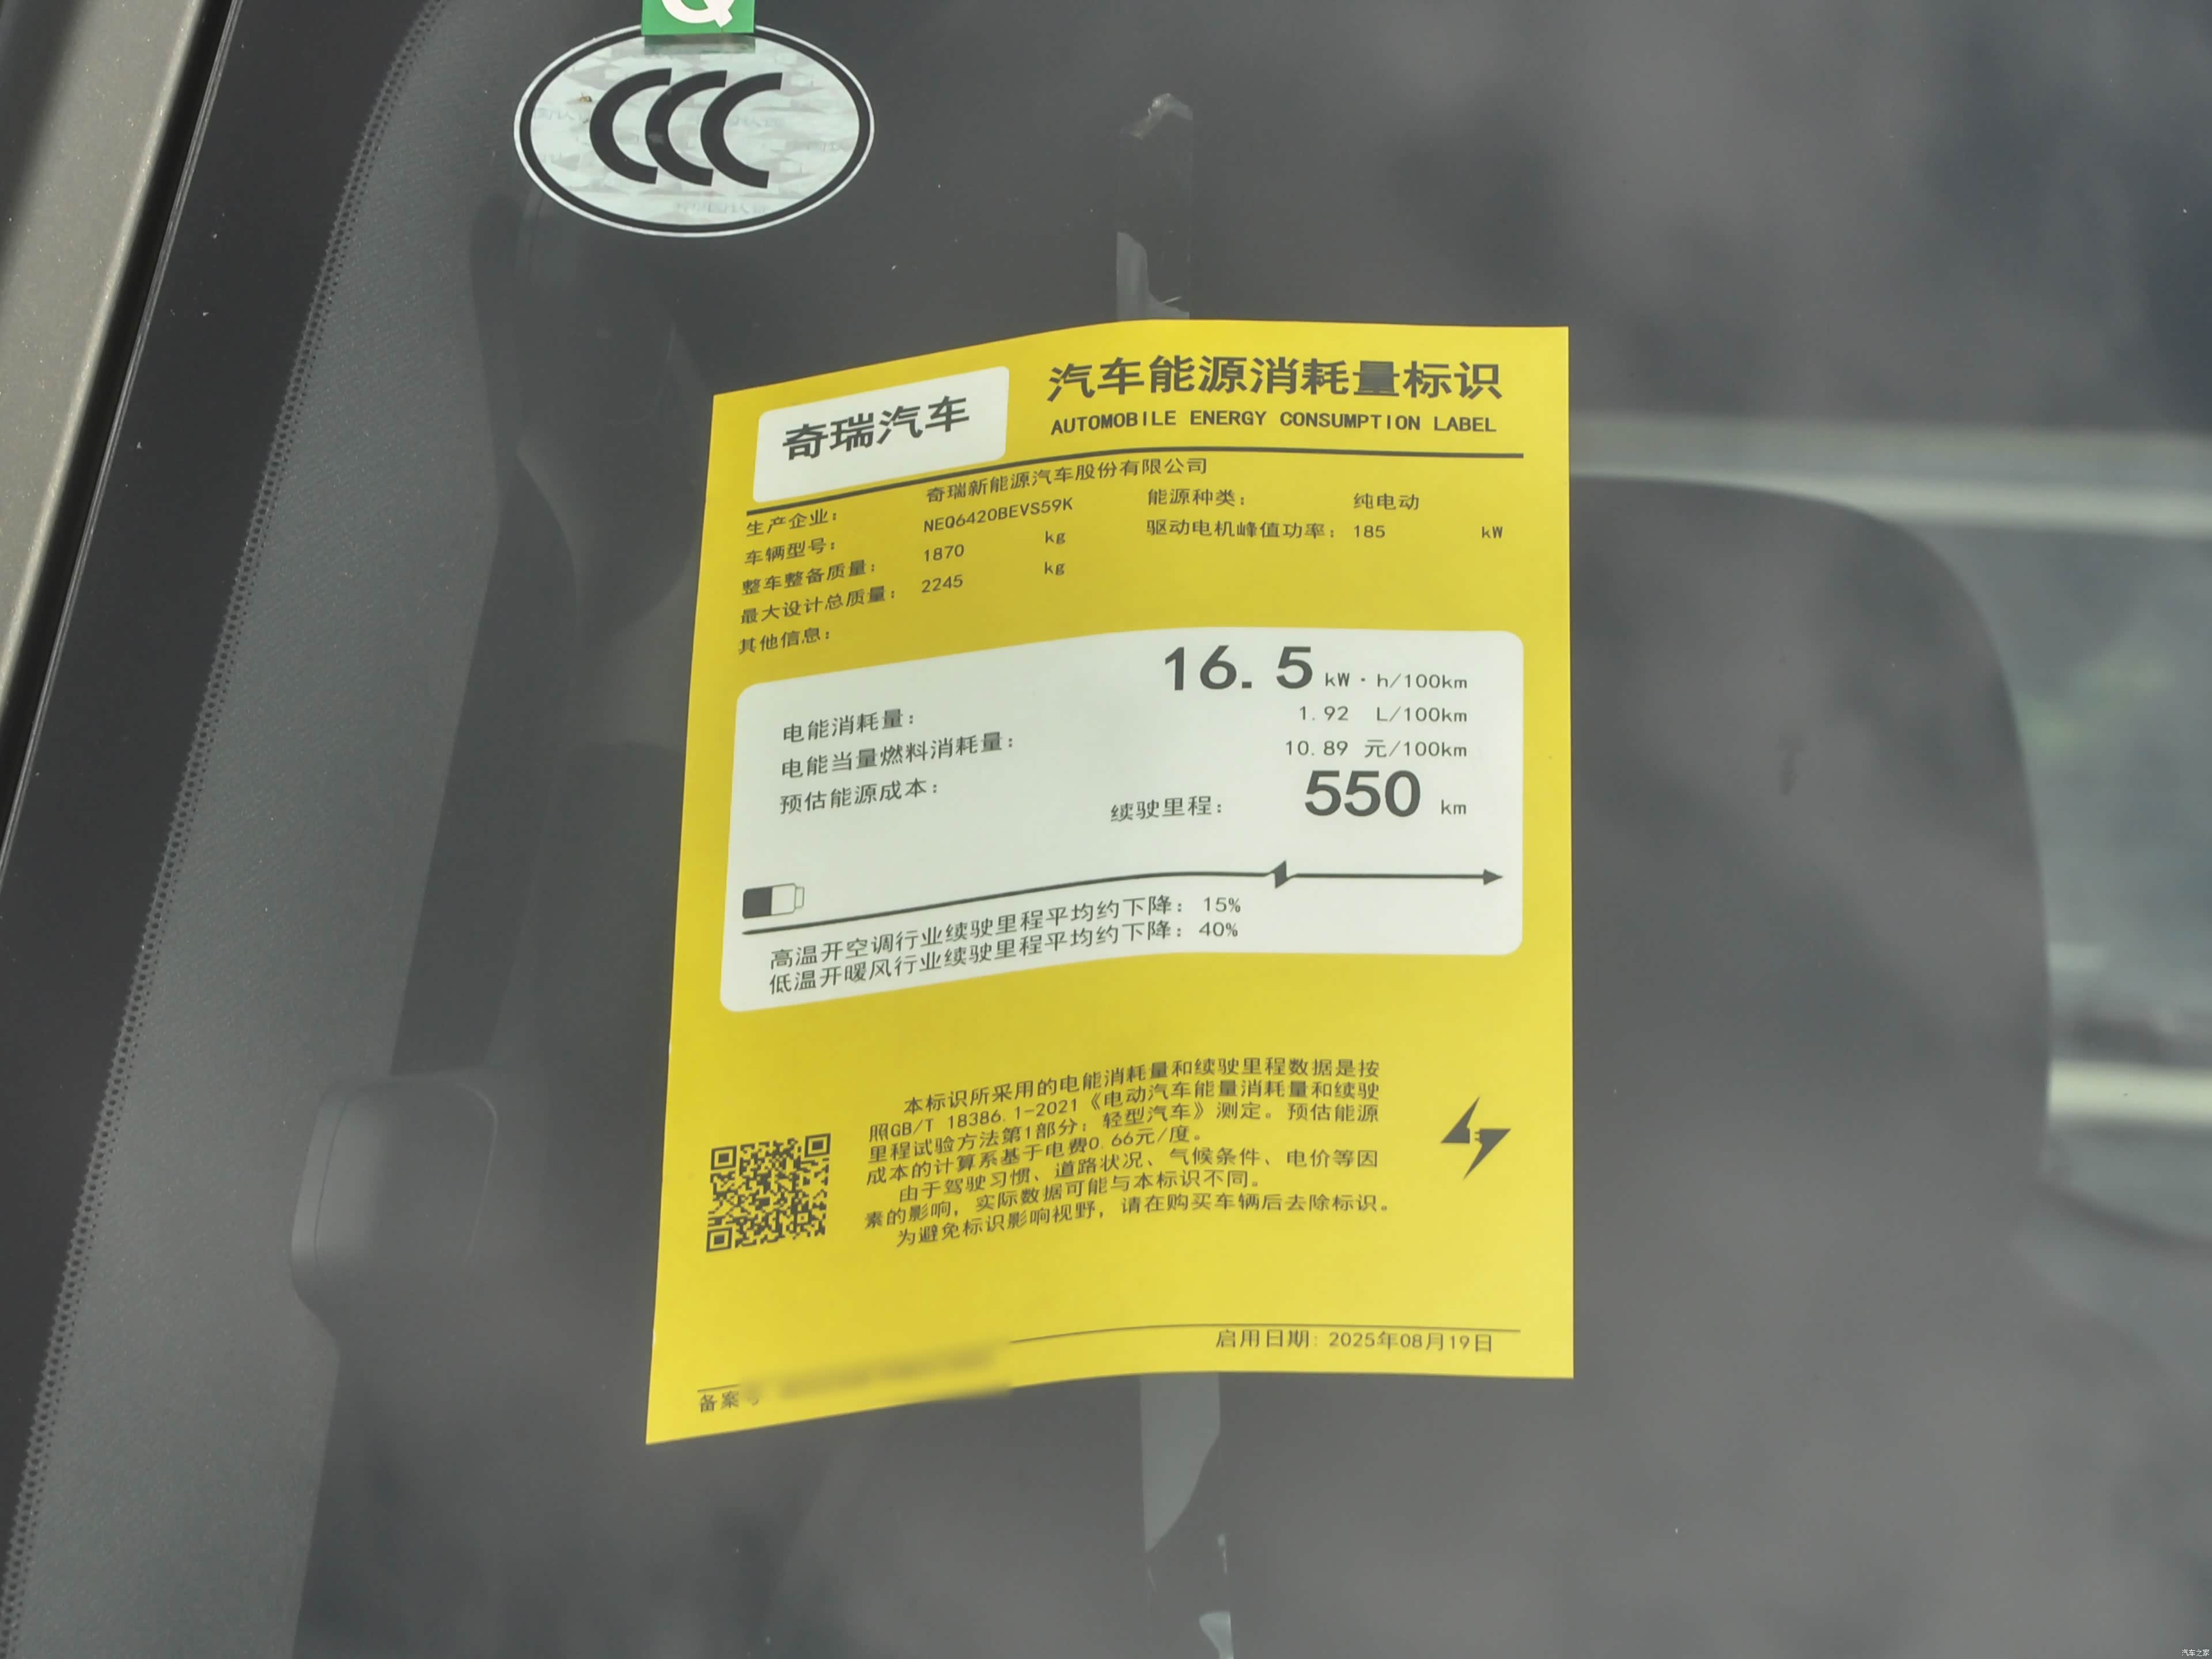 Q
CCC
奇瑞汽车
汽车能源消耗量标识
AUTOMOBILE ENERGY CONSUMPTION LABEL
生产企业: 奇瑞新能源汽车股份有限公司
车辆型号: NEQ6420BEVS59K 能源种类: 纯电动
整车整备质量: 1870 kg 驱动电机峰值功率: 185 kW
最大设计总质量: 2245 kg
其他信息:
电能消耗量: 16.5 kW·h/100km
电能当量燃料消耗量: 1.92 L/100km
预估能源成本: 10.89 元/100km
续驶里程: 550 km
高温开空调行业续驶里程平均约下降: 15%
低温开暖风行业续驶里程平均约下降: 40%
本标识所采用的电能消耗量和续驶里程数据是按
照GB/T 18386.1-2021《电动汽车能量消耗量和续驶
里程试验方法第1部分: 轻型汽车》测定。预估能源
成本的计算系基于电费0.66元/度。
由于驾驶习惯、道路状况、气候条件、电价等因
素的影响, 实际数据可能与本标识不同。
为避免标识影响视野, 请在购买车辆后去除标识。
备案号
启用日期: 2025年08月19日
汽车之家